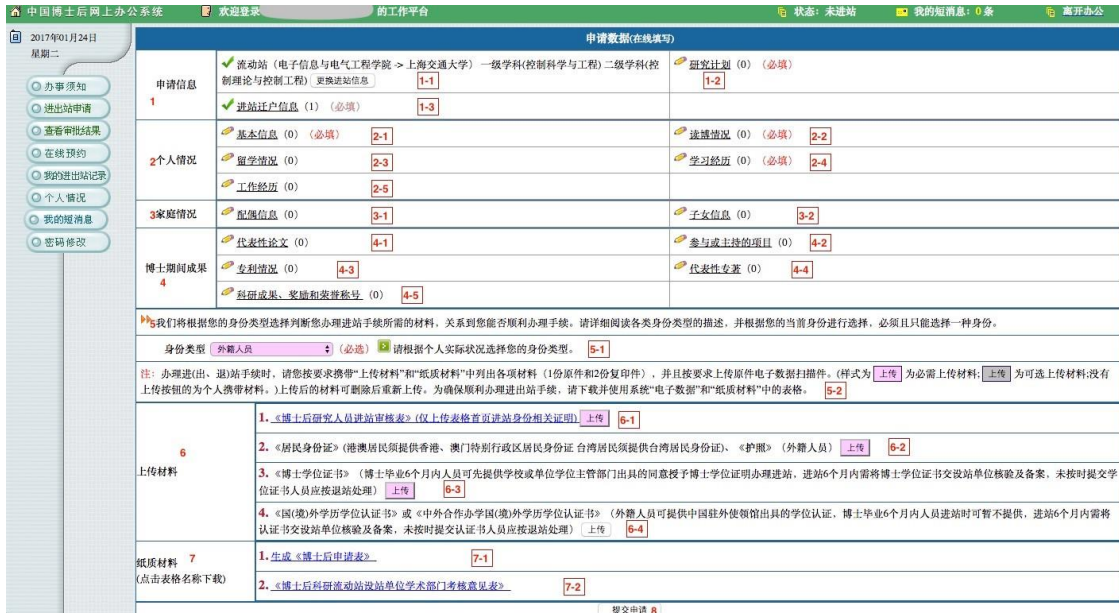 中国博士后网上办公系统 欢迎登录 的工作平台 状态：未进站 我的短消息：0 条 离开办公
2017年01月24日
星期二
办事须知
进出站申请
查看审批结果
在线预约
我的进出站记录
个人情况
我的短消息
密码修改
申请数据(在线填写)
申请信息
1
流动站（电子信息与电气工程学院 -> 上海交通大学） 一级学科(控制科学与工程) 二级学科(控
制理论与控制工程) 更换进站信息 1-1
研究计划 (0) （必填）
1-2
进站迁户信息 (1) （必填） 1-3
2个人情况
基本信息 (0) （必填） 2-1
读博情况 (0) （必填） 2-2
留学情况 (0) 2-3
学习经历 (0) （必填） 2-4
工作经历 (0) 2-5
3家庭情况
配偶信息 (0) 3-1
子女信息 (0) 3-2
博士期间成果
4
代表性论文 (0) 4-1
参与或主持的项目 (0) 4-2
专利情况 (0) 4-3
代表性专著 (0) 4-4
科研成果、奖励和荣誉称号 (0) 4-5
5我们将根据您的身份类型选择判断您办理进站手续所需的材料，关系到您能否顺利办理手续。请详细阅读各类身份类型的描述，并根据您的当前身份进行选择，必须且只能选择一种身份。
身份类型 外籍人员 （必选） 请根据个人实际状况选择您的身份类型。 5-1
注：办理进(出、退)站手续时，请您按要求携带“上传材料”和“纸质材料”中列出各项材料（1份原件和2份复印件），并且按要求上传原件电子数据扫描件。(样式为 上传 为必需上传材料; 上传 为可选上传材料;没有
上传按钮的为个人携带材料。)上传后的材料可删除后重新上传。为确保顺利办理进出站手续，请下载并使用系统“电子数据”和“纸质材料”中的表格。 5-2
6
上传材料
1.《博士后研究人员进站审核表》(仅上传表格首页进站身份相关证明) 上传 6-1
2.《居民身份证》(港澳居民须提供香港、澳门特别行政区居民身份证 台湾居民须提供台湾居民身份证)、《护照》（外籍人员） 上传 6-2
3.《博士学位证书》（博士毕业6个月内人员可先提供学校或单位学位主管部门出具的同意授予博士学位证明办理进站，进站6个月内需将博士学位证书交设站单位核验及备案，未按时提交学
位证书人员应按退站处理） 上传 6-3
4.《国(境)外学历学位认证书》或《中外合作办学国(境)外学历学位认证书》（外籍人员可提供中国驻外使领馆出具的学位认证，博士毕业6个月内人员进站时可暂不提供，进站6个月内需将
认证书交设站单位核验及备案，未按时提交认证书人员应按退站处理） 上传 6-4
纸质材料 7
(点击表格名称下载)
1.生成《博士后申请表》 7-1
2.《博士后科研流动站设站单位学术部门考核意见表》 7-2
提交申请 8